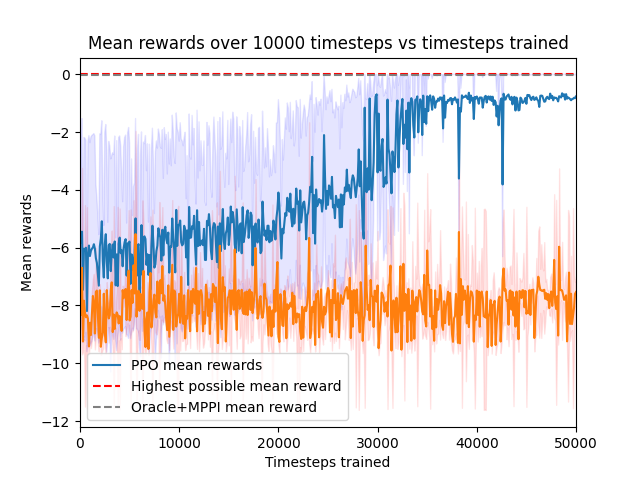 Mean rewards over 10000 timesteps vs timesteps trained
Mean rewards
0
−2
−4
−6
−8
−10
−12
PPO mean rewards
Highest possible mean reward
Oracle+MPPI mean reward
0 10000 20000 30000 40000 50000
Timesteps trained